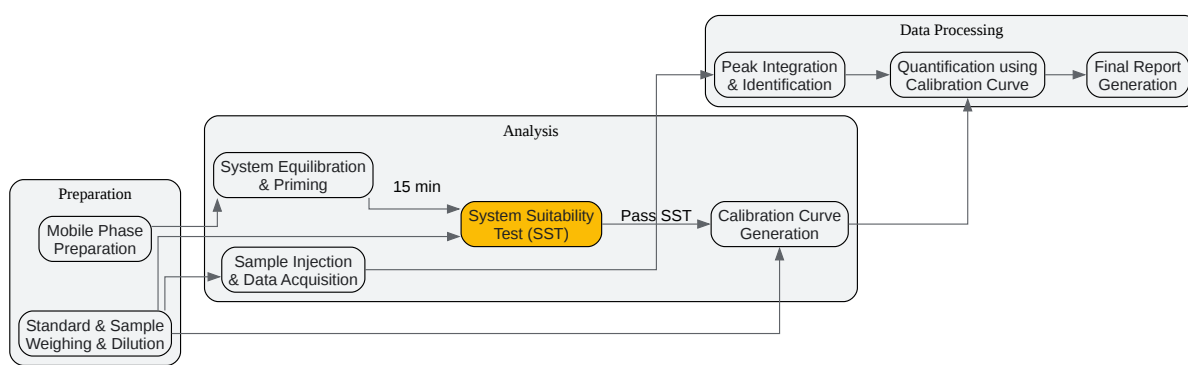 Data Processing
Peak Integration
& Identification
Quantification using
Calibration Curve
Final Report
Generation
Analysis
System Equilibration
& Priming
15 min
System Suitability
Test (SST)
Pass SST
Calibration Curve
Generation
Sample Injection
& Data Acquisition
Preparation
Mobile Phase
Preparation
Standard & Sample
Weighing & Dilution